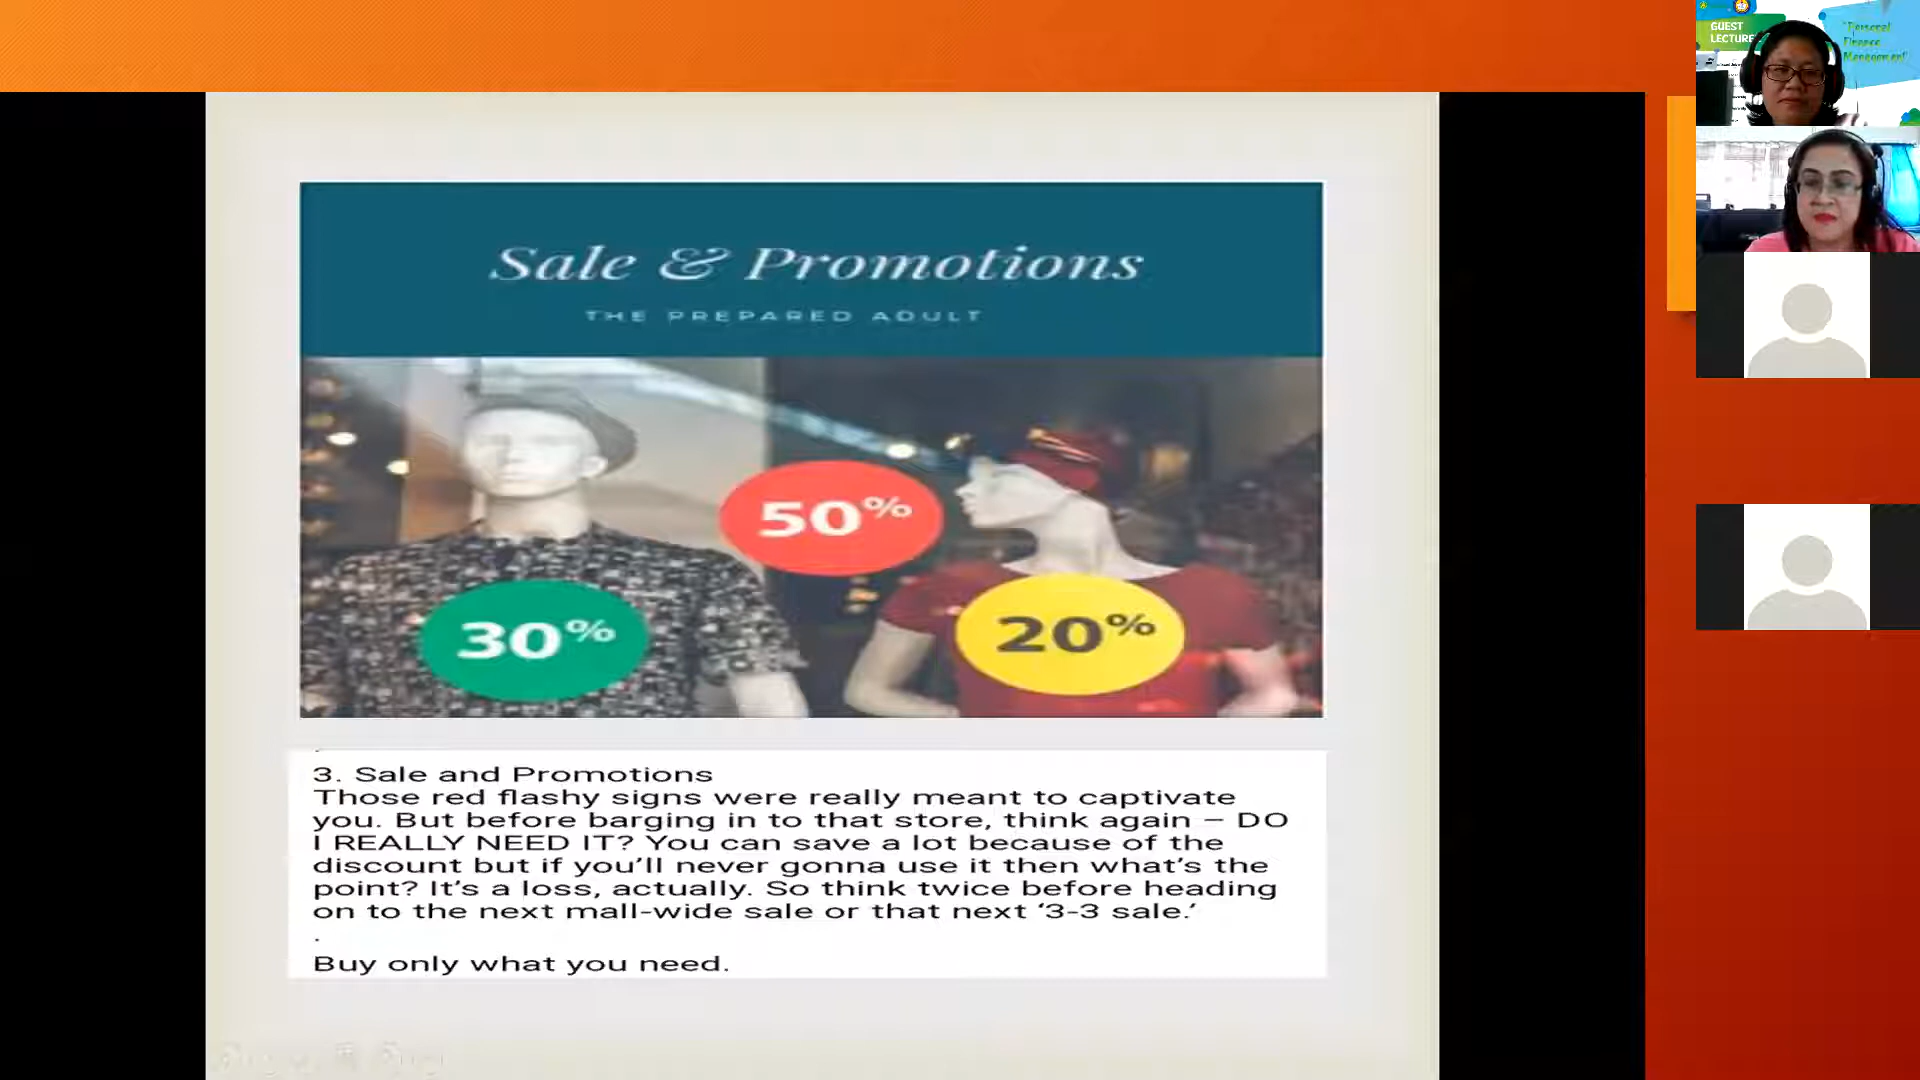 Sale & Promotions
THE PREPARED ADULT
50%
30%
20%
3. Sale and Promotions
Those red flashy signs were really meant to captivate
you. But before barging in to that store, think again – DO
I REALLY NEED IT? You can save a lot because of the
discount but if you'll never gonna use it then what's the
point? It's a loss, actually. So think twice before heading
on to the next mall-wide sale or that next '3-3 sale.'
.
Buy only what you need.
GUEST
LECTURE
"Personal
Finance
Management"